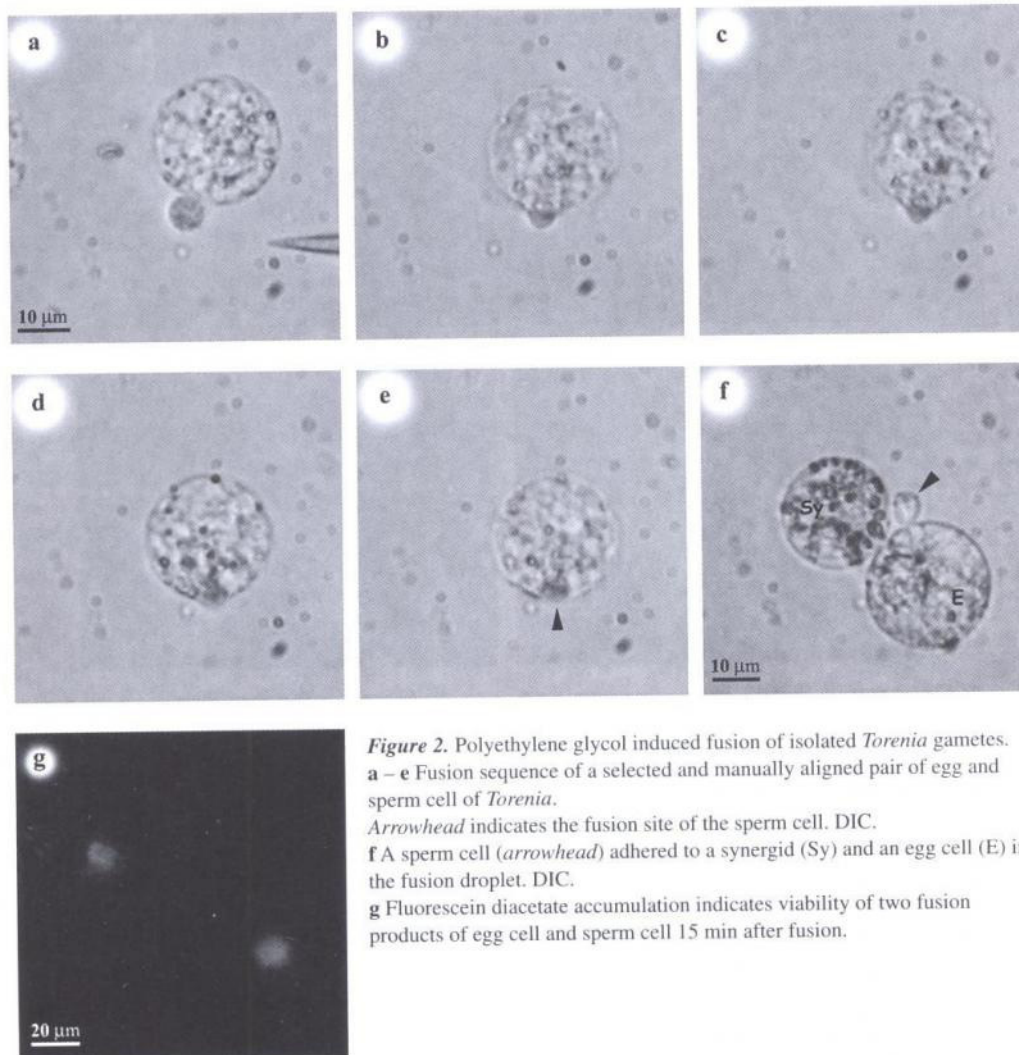 a
b
c
10 µm
d
e
f
Sy
E
10 µm
g
20 µm
Figure 2. Polyethylene glycol induced fusion of isolated Torenia gametes.
a – e Fusion sequence of a selected and manually aligned pair of egg and
sperm cell of Torenia.
Arrowhead indicates the fusion site of the sperm cell. DIC.
f A sperm cell (arrowhead) adhered to a synergid (Sy) and an egg cell (E) i
the fusion droplet. DIC.
g Fluorescein diacetate accumulation indicates viability of two fusion
products of egg cell and sperm cell 15 min after fusion.